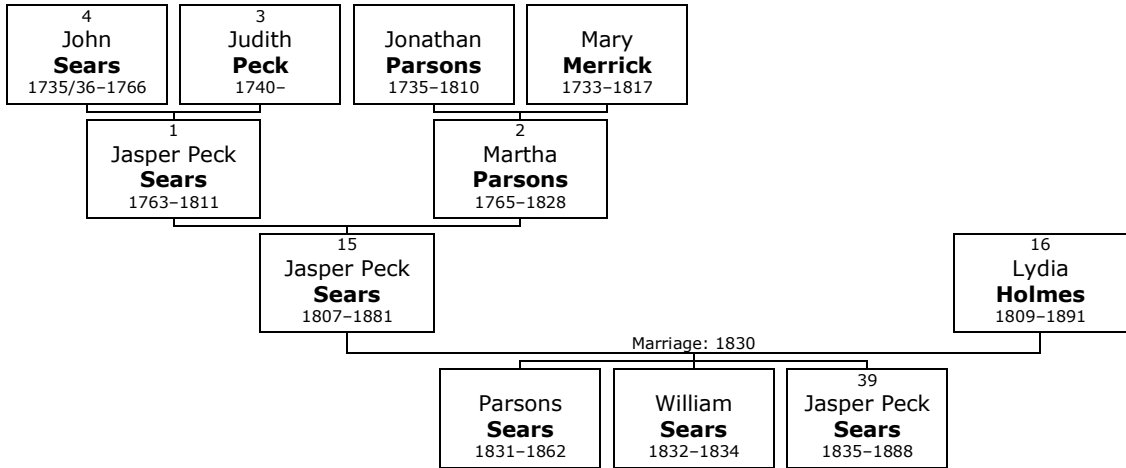 4
John
Sears
1735/36–1766
3
Judith
Peck
1740–
Jonathan
Parsons
1735–1810
Mary
Merrick
1733–1817
1
Jasper Peck
Sears
1763–1811
2
Martha
Parsons
1765–1828
15
Jasper Peck
Sears
1807–1881
16
Lydia
Holmes
1809–1891
Marriage: 1830
Parsons
Sears
1831–1862
William
Sears
1832–1834
39
Jasper Peck
Sears
1835–1888